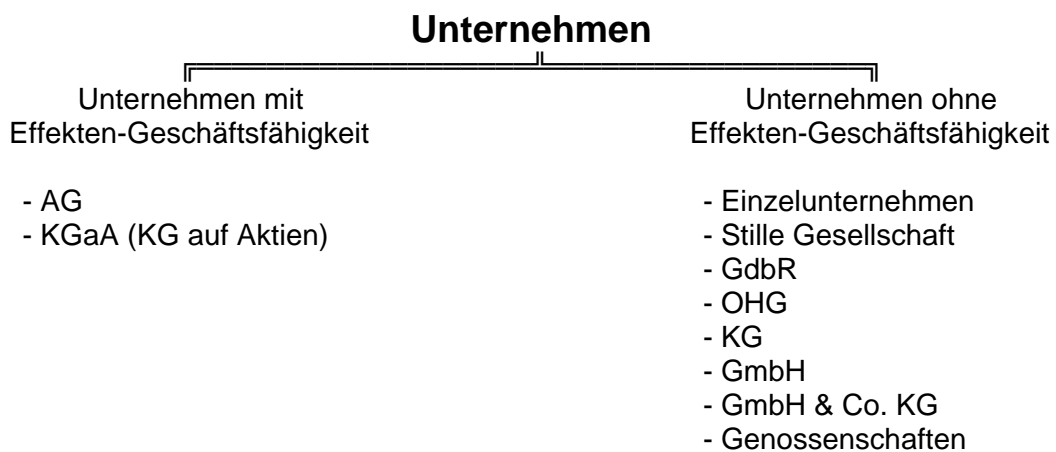 Unternehmen
Unternehmen mit
Effekten-Geschäftsfähigkeit
- AG
- KGaA (KG auf Aktien)
Unternehmen ohne
Effekten-Geschäftsfähigkeit
- Einzelunternehmen
- Stille Gesellschaft
- GdbR
- OHG
- KG
- GmbH
- GmbH & Co. KG
- Genossenschaften